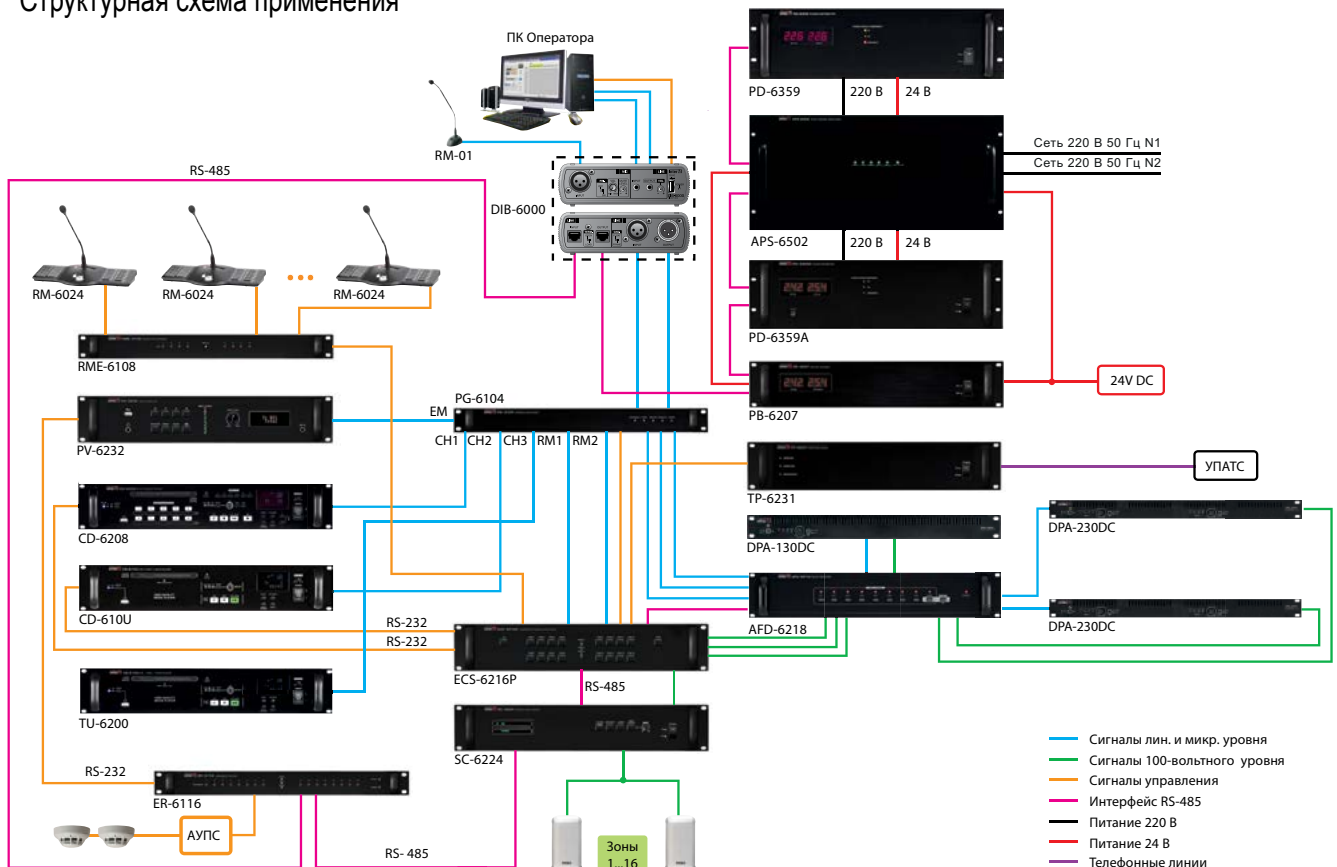 Структурная схема применения
ПК Оператора
RM-01
RS-485
DIB-6000
PD-6359
220 В
24 В
Сеть 220 В 50 Гц N1
Сеть 220 В 50 Гц N2
APS-6502
220 В
24 В
PD-6359A
RM-6024
RM-6024
RM-6024
RME-6108
PB-6207
24V DC
PG-6104
EM
CH1
CH2
CH3
RM1
RM2
PV-6232
TP-6231
УПАТС
CD-6208
DPA-130DC
DPA-230DC
CD-610U
RS-232
RS-232
AFD-6218
DPA-230DC
ECS-6216P
RS-485
TU-6200
SC-6224
RS-232
ER-6116
АУПС
RS- 485
Зоны
1...16
Сигналы лин. и микр. уровня
Сигналы 100-вольтного уровня
Сигналы управления
Интерфейс RS-485
Питание 220 В
Питание 24 В
Телефонные линии